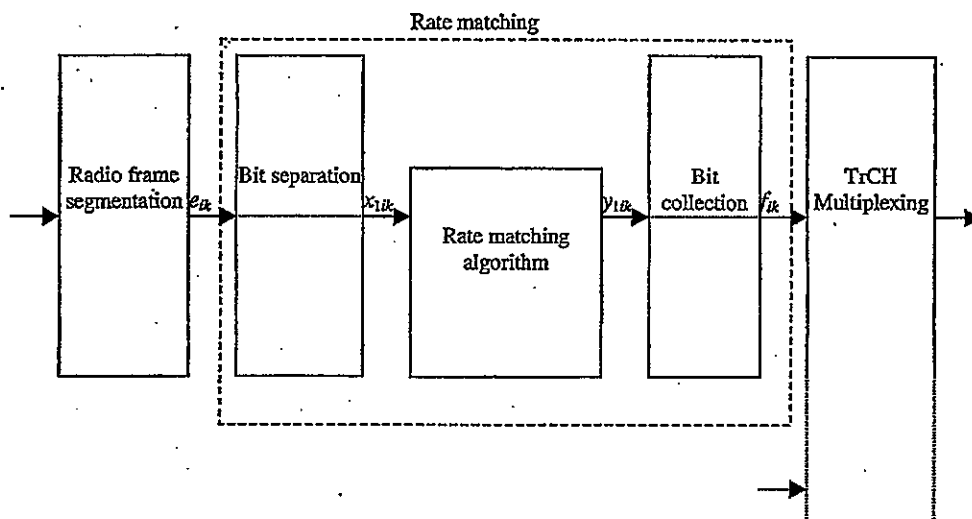 Rate matching
Radio frame
segmentation
e_ik
Bit separation
x_1ik
Rate matching
algorithm
y_1ik
Bit
collection
f_ik
TrCH
Multiplexing